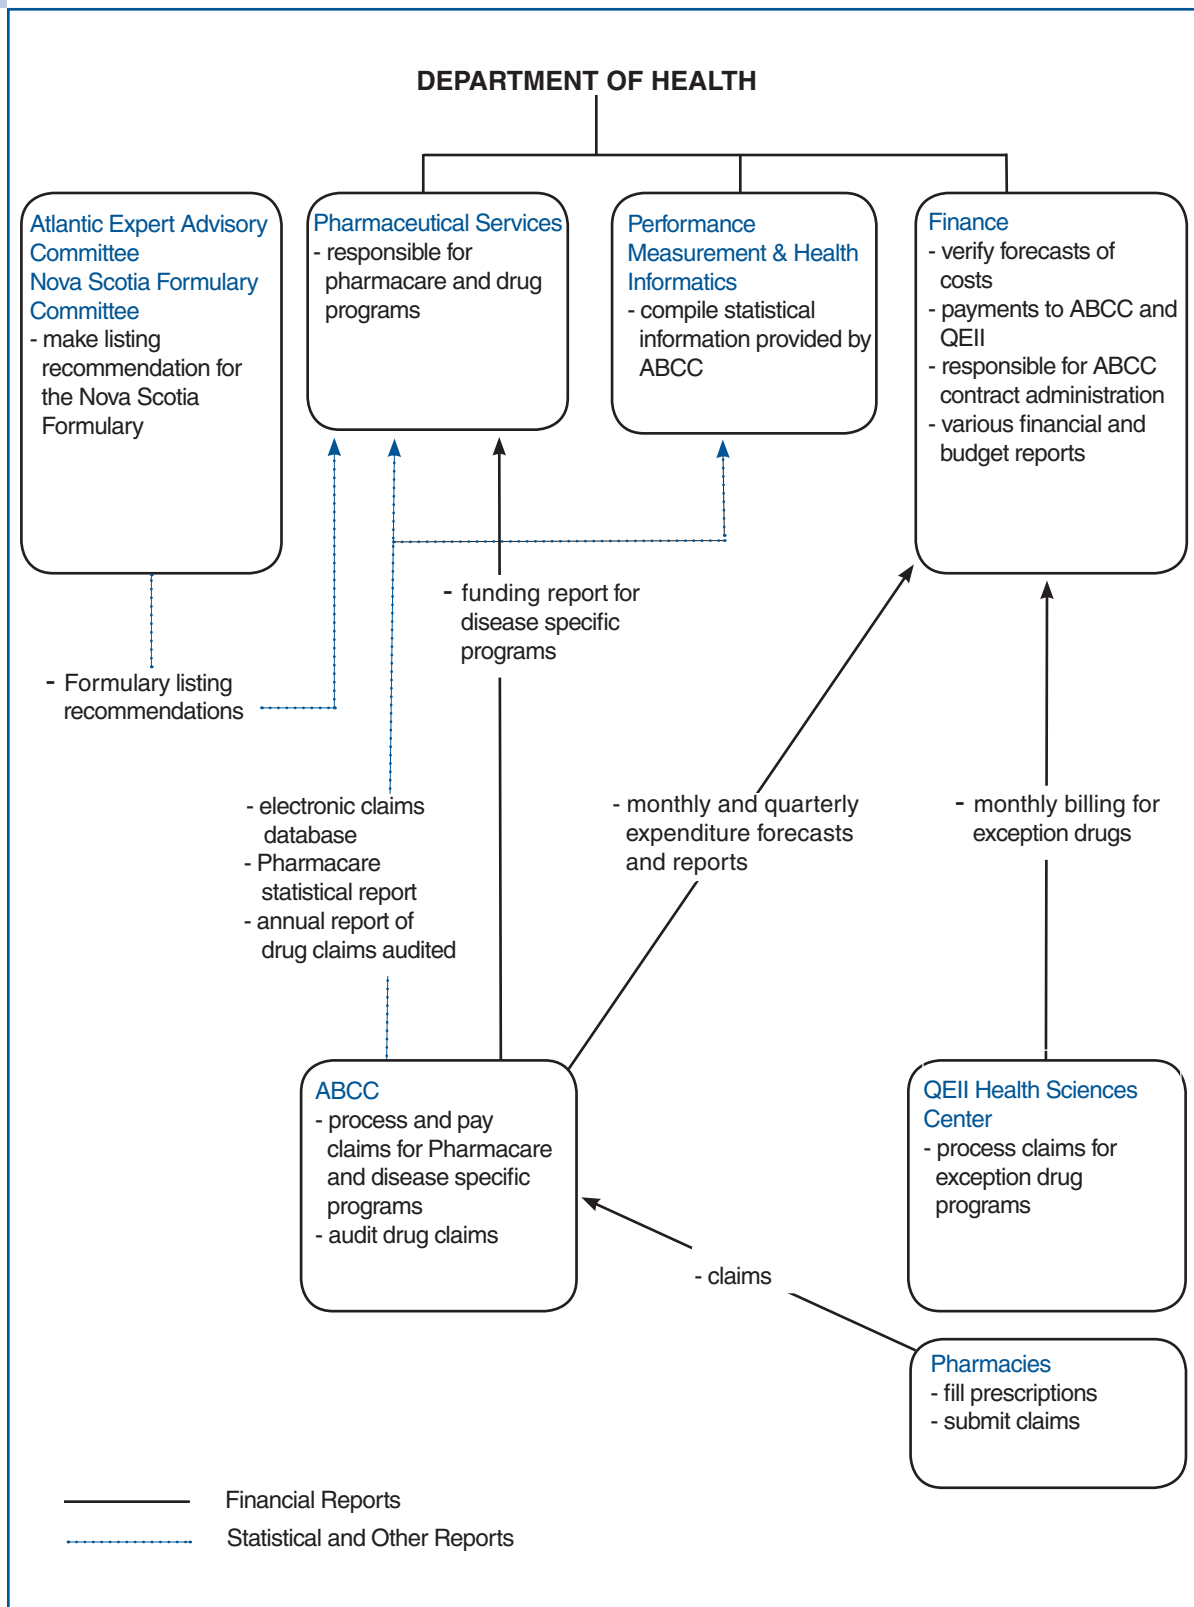 DEPARTMENT OF HEALTH
Atlantic Expert Advisory
Committee
Nova Scotia Formulary
Committee
- make listing
recommendation for
the Nova Scotia
Formulary
Pharmaceutical Services
- responsible for
pharmacare and drug
programs
Performance
Measurement & Health
Informatics
- compile statistical
information provided by
ABCC
Finance
- verify forecasts of
costs
- payments to ABCC and
QEII
- responsible for ABCC
contract administration
- various financial and
budget reports
- funding report for
disease specific
programs
- Formulary listing
recommendations
- electronic claims
database
- Pharmacare
statistical report
- annual report of
drug claims audited
- monthly and quarterly
expenditure forecasts
and reports
- monthly billing for
exception drugs
ABCC
- process and pay
claims for Pharmacare
and disease specific
programs
- audit drug claims
QEII Health Sciences
Center
- process claims for
exception drug
programs
- claims
Pharmacies
- fill prescriptions
- submit claims
Financial Reports
Statistical and Other Reports